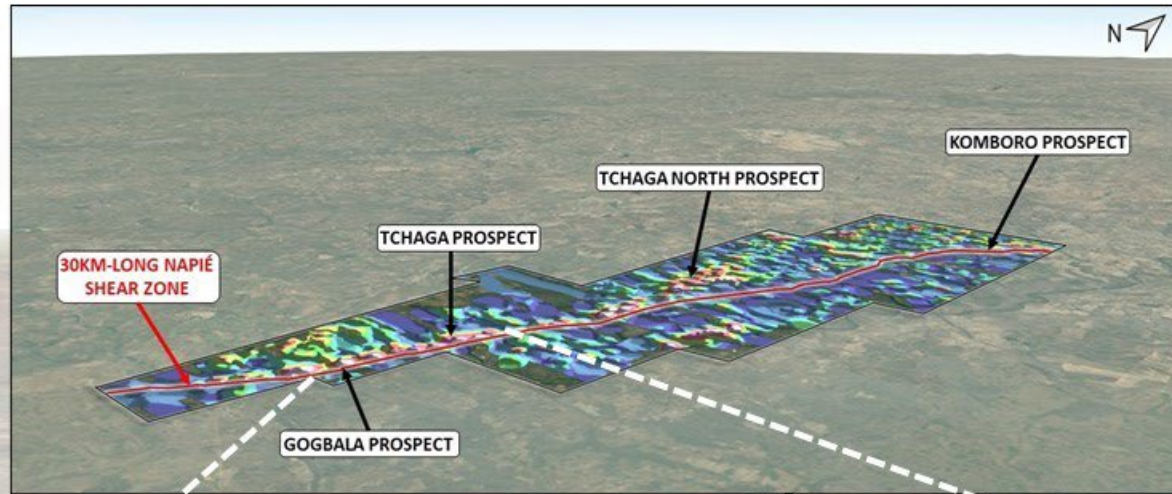 N
KOMBORO PROSPECT
TCHAGA NORTH PROSPECT
TCHAGA PROSPECT
30KM-LONG NAPIÉ
SHEAR ZONE
GOGBALA PROSPECT